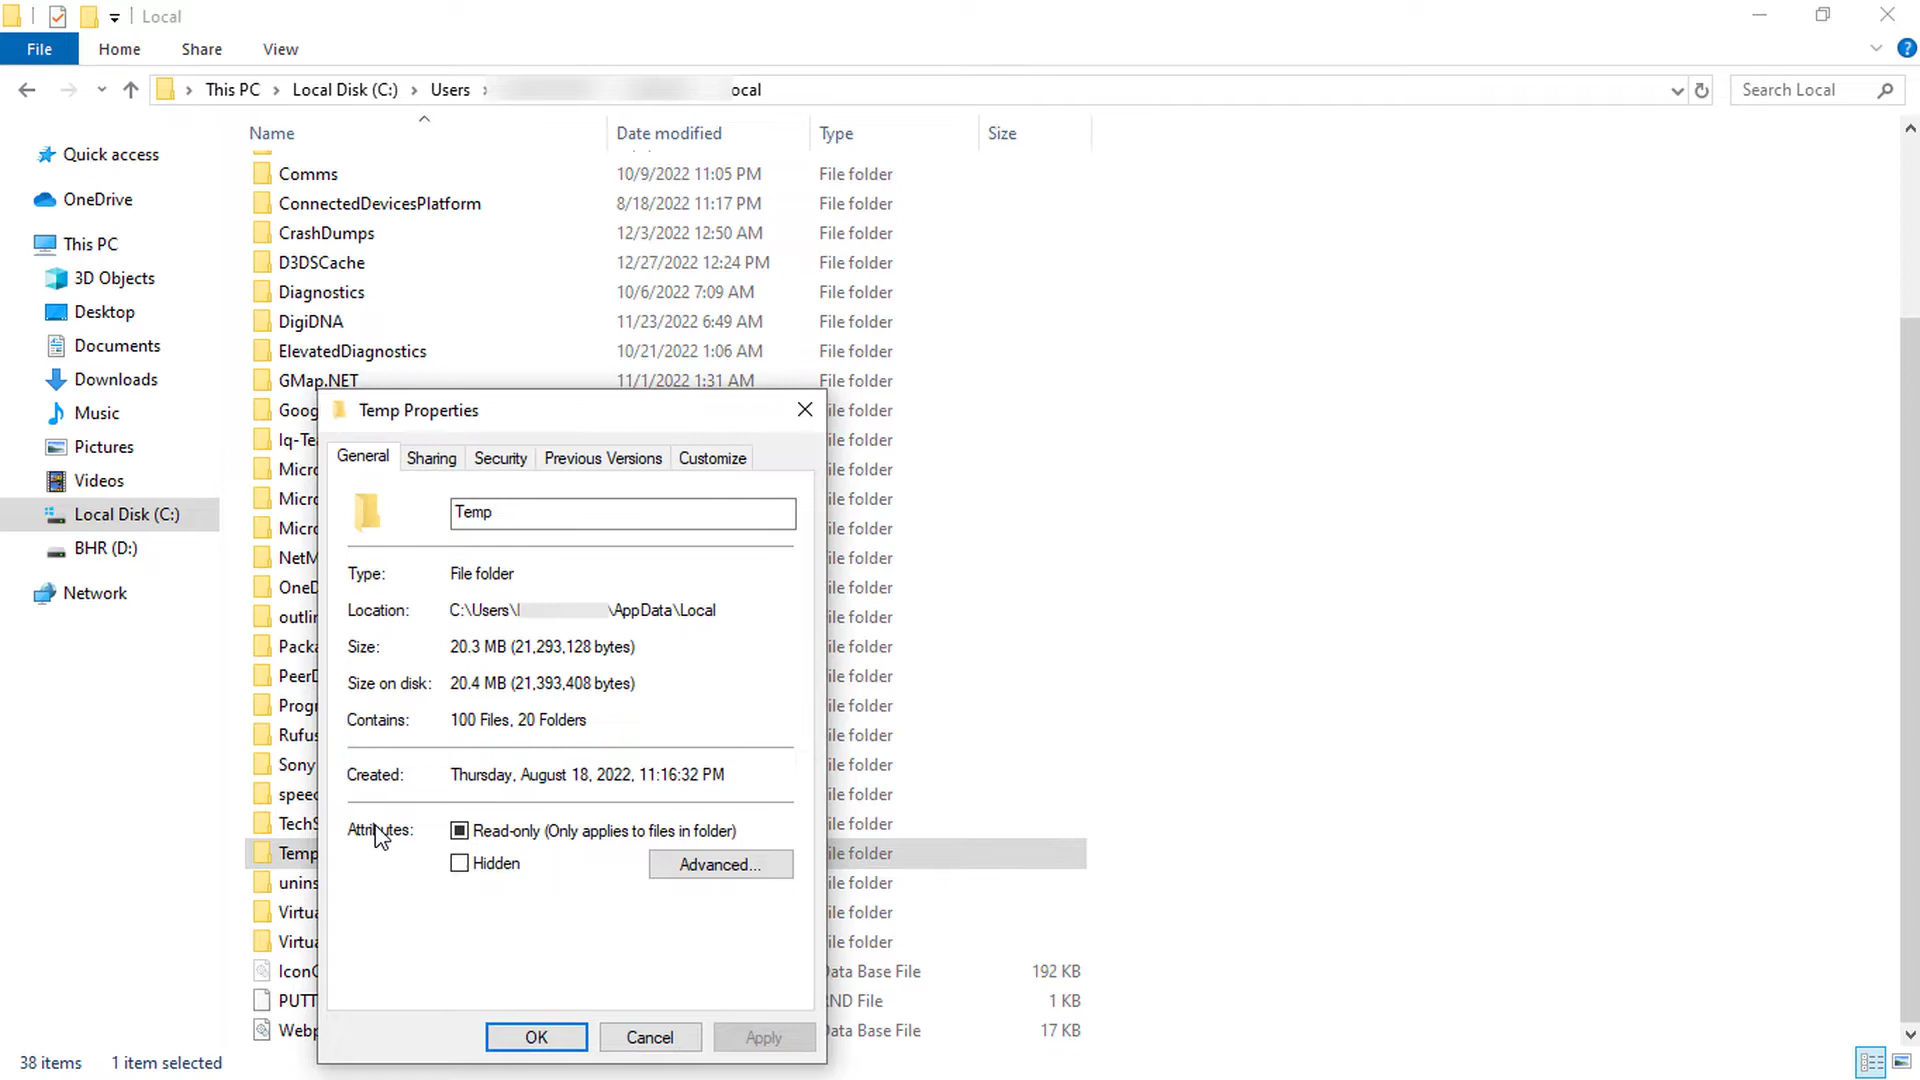 Local
File Home Share View
This PC Local Disk (C:) Users ocal
Search Local
Name Date modified Type Size
Quick access
OneDrive
This PC
3D Objects
Desktop
Documents
Downloads
Music
Pictures
Videos
Local Disk (C:)
BHR (D:)
Network
Comms 10/9/2022 11:05 PM File folder
ConnectedDevicesPlatform 8/18/2022 11:17 PM File folder
CrashDumps 12/3/2022 12:50 AM File folder
D3DSCache 12/27/2022 12:24 PM File folder
Diagnostics 10/6/2022 7:09 AM File folder
DigiDNA 11/23/2022 6:49 AM File folder
ElevatedDiagnostics 10/21/2022 1:06 AM File folder
GMap.NET 11/1/2022 1:31 AM File folder
Goog ile folder
Iq-Te ile folder
Micro ile folder
Micro ile folder
Micro ile folder
NetM ile folder
OneD ile folder
outlin ile folder
Packa ile folder
PeerD ile folder
Progr ile folder
Rufus ile folder
Sony ile folder
speec ile folder
TechS ile folder
Temp ile folder
unins ile folder
Virtua ile folder
Virtua ile folder
IconC Data Base File 192 KB
PUTT RND File 1 KB
Webp Data Base File 17 KB
Temp Properties
General Sharing Security Previous Versions Customize
Temp
Type: File folder
Location: C:\Users\ \AppData\Local
Size: 20.3 MB (21,293,128 bytes)
Size on disk: 20.4 MB (21,393,408 bytes)
Contains: 100 Files, 20 Folders
Created: Thursday, August 18, 2022, 11:16:32 PM
Attributes: Read-only (Only applies to files in folder)
Hidden Advanced...
OK Cancel Apply
38 items 1 item selected